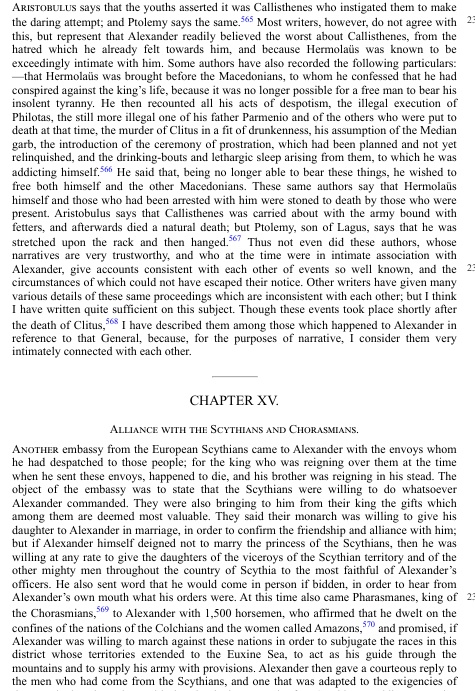 ARISTOBULUS says that the youths asserted it was Callisthenes who instigated them to make
the daring attempt; and Ptolemy says the same.565 Most writers, however, do not agree with
this, but represent that Alexander readily believed the worst about Callisthenes, from the
hatred which he already felt towards him, and because Hermolaüs was known to be
exceedingly intimate with him. Some authors have also recorded the following particulars:
—that Hermolaüs was brought before the Macedonians, to whom he confessed that he had
conspired against the king's life, because it was no longer possible for a free man to bear his
insolent tyranny. He then recounted all his acts of despotism, the illegal execution of
Philotas, the still more illegal one of his father Parmenio and of the others who were put to
death at that time, the murder of Clitus in a fit of drunkenness, his assumption of the Median
garb, the introduction of the ceremony of prostration, which had been planned and not yet
relinquished, and the drinking-bouts and lethargic sleep arising from them, to which he was
addicting himself.566 He said that, being no longer able to bear these things, he wished to
free both himself and the other Macedonians. These same authors say that Hermolaüs
himself and those who had been arrested with him were stoned to death by those who were
present. Aristobulus says that Callisthenes was carried about with the army bound with
fetters, and afterwards died a natural death; but Ptolemy, son of Lagus, says that he was
stretched upon the rack and then hanged.567 Thus not even did these authors, whose
narratives are very trustworthy, and who at the time were in intimate association with
Alexander, give accounts consistent with each other of events so well known, and the
circumstances of which could not have escaped their notice. Other writers have given many
various details of these same proceedings which are inconsistent with each other; but I think
I have written quite sufficient on this subject. Though these events took place shortly after
the death of Clitus,568 I have described them among those which happened to Alexander in
reference to that General, because, for the purposes of narrative, I consider them very
intimately connected with each other.
CHAPTER XV.
ALLIANCE WITH THE SCYTHIANS AND CHORASMIANS.
ANOTHER embassy from the European Scythians came to Alexander with the envoys whom
he had despatched to those people; for the king who was reigning over them at the time
when he sent these envoys, happened to die, and his brother was reigning in his stead. The
object of the embassy was to state that the Scythians were willing to do whatsoever
Alexander commanded. They were also bringing to him from their king the gifts which
among them are deemed most valuable. They said their monarch was willing to give his
daughter to Alexander in marriage, in order to confirm the friendship and alliance with him;
but if Alexander himself deigned not to marry the princess of the Scythians, then he was
willing at any rate to give the daughters of the viceroys of the Scythian territory and of the
other mighty men throughout the country of Scythia to the most faithful of Alexander's
officers. He also sent word that he would come in person if bidden, in order to hear from
Alexander's own mouth what his orders were. At this time also came Pharasmanes, king of
the Chorasmians,569 to Alexander with 1,500 horsemen, who affirmed that he dwelt on the
confines of the nations of the Colchians and the women called Amazons,570 and promised, if
Alexander was willing to march against these nations in order to subjugate the races in this
district whose territories extended to the Euxine Sea, to act as his guide through the
mountains and to supply his army with provisions. Alexander then gave a courteous reply to
the men who had come from the Scythians, and one that was adapted to the exigencies of